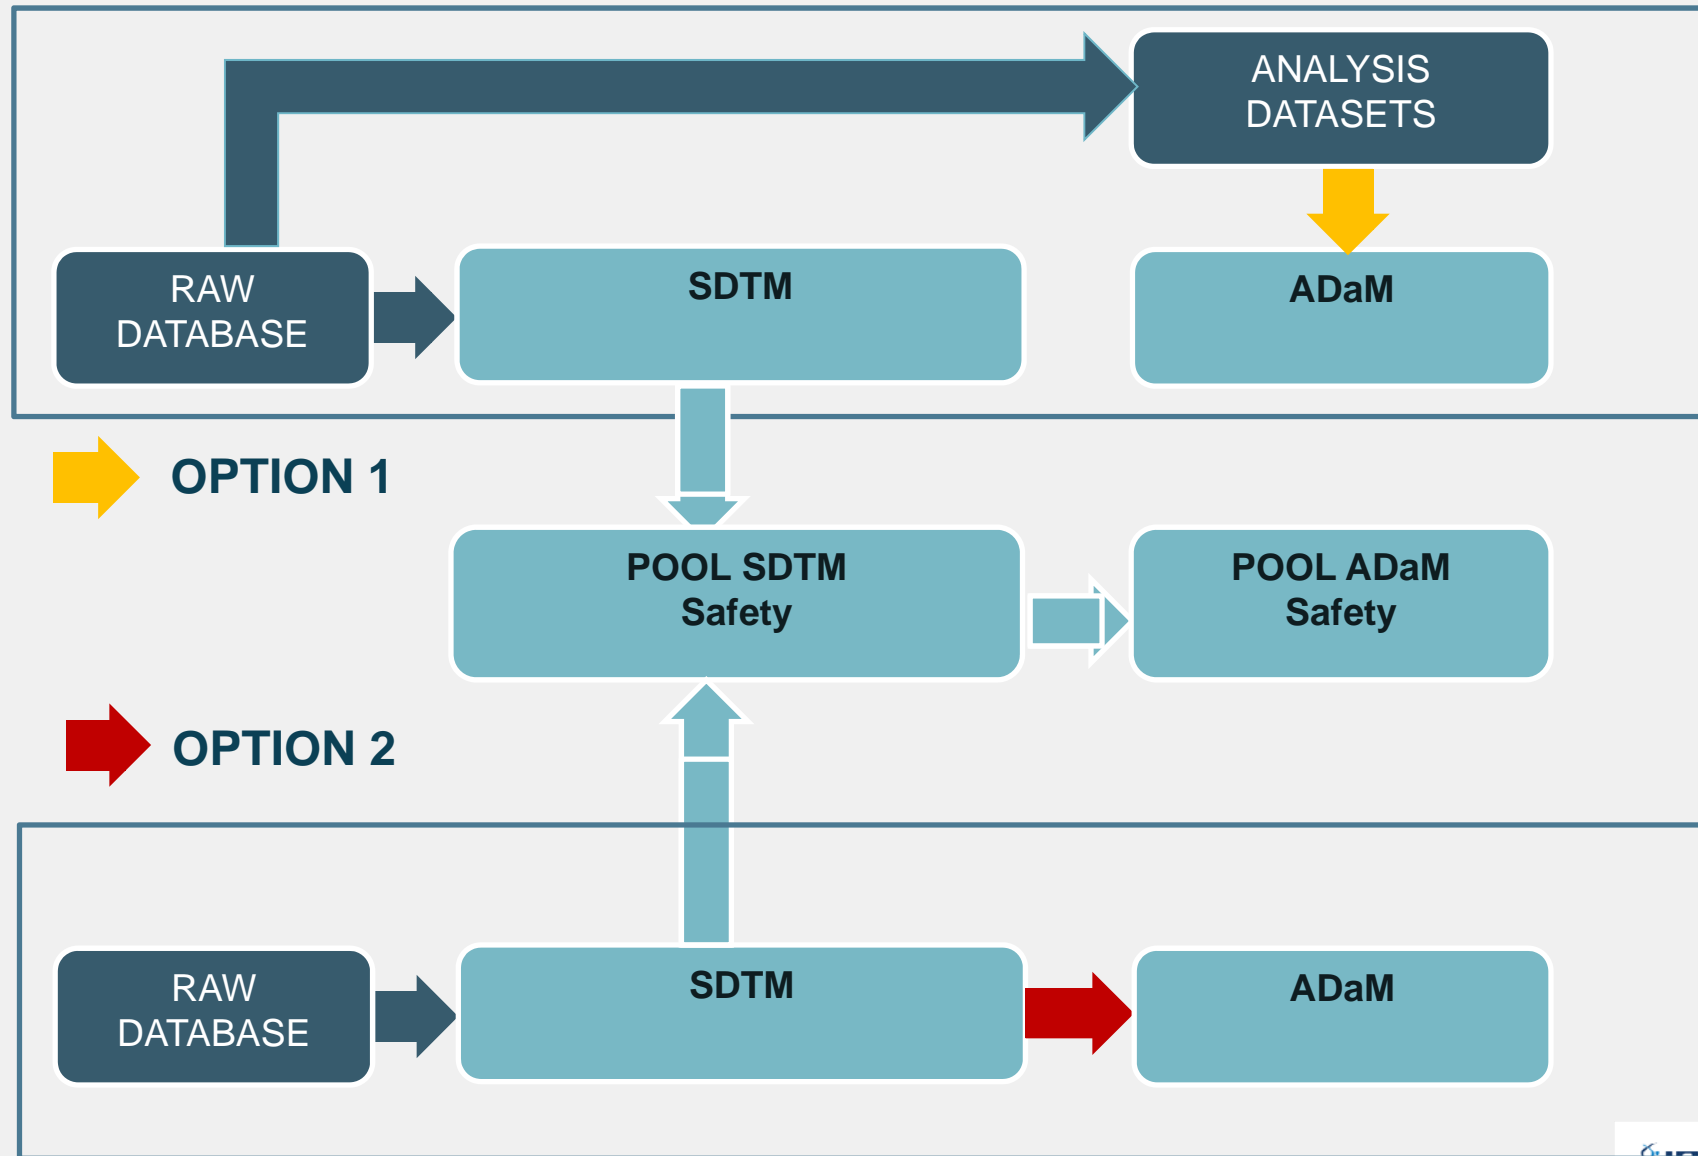 ANALYSIS
DATASETS
RAW
DATABASE
SDTM
ADaM
OPTION 1
POOL SDTM
Safety
POOL ADaM
Safety
OPTION 2
RAW
DATABASE
SDTM
ADaM